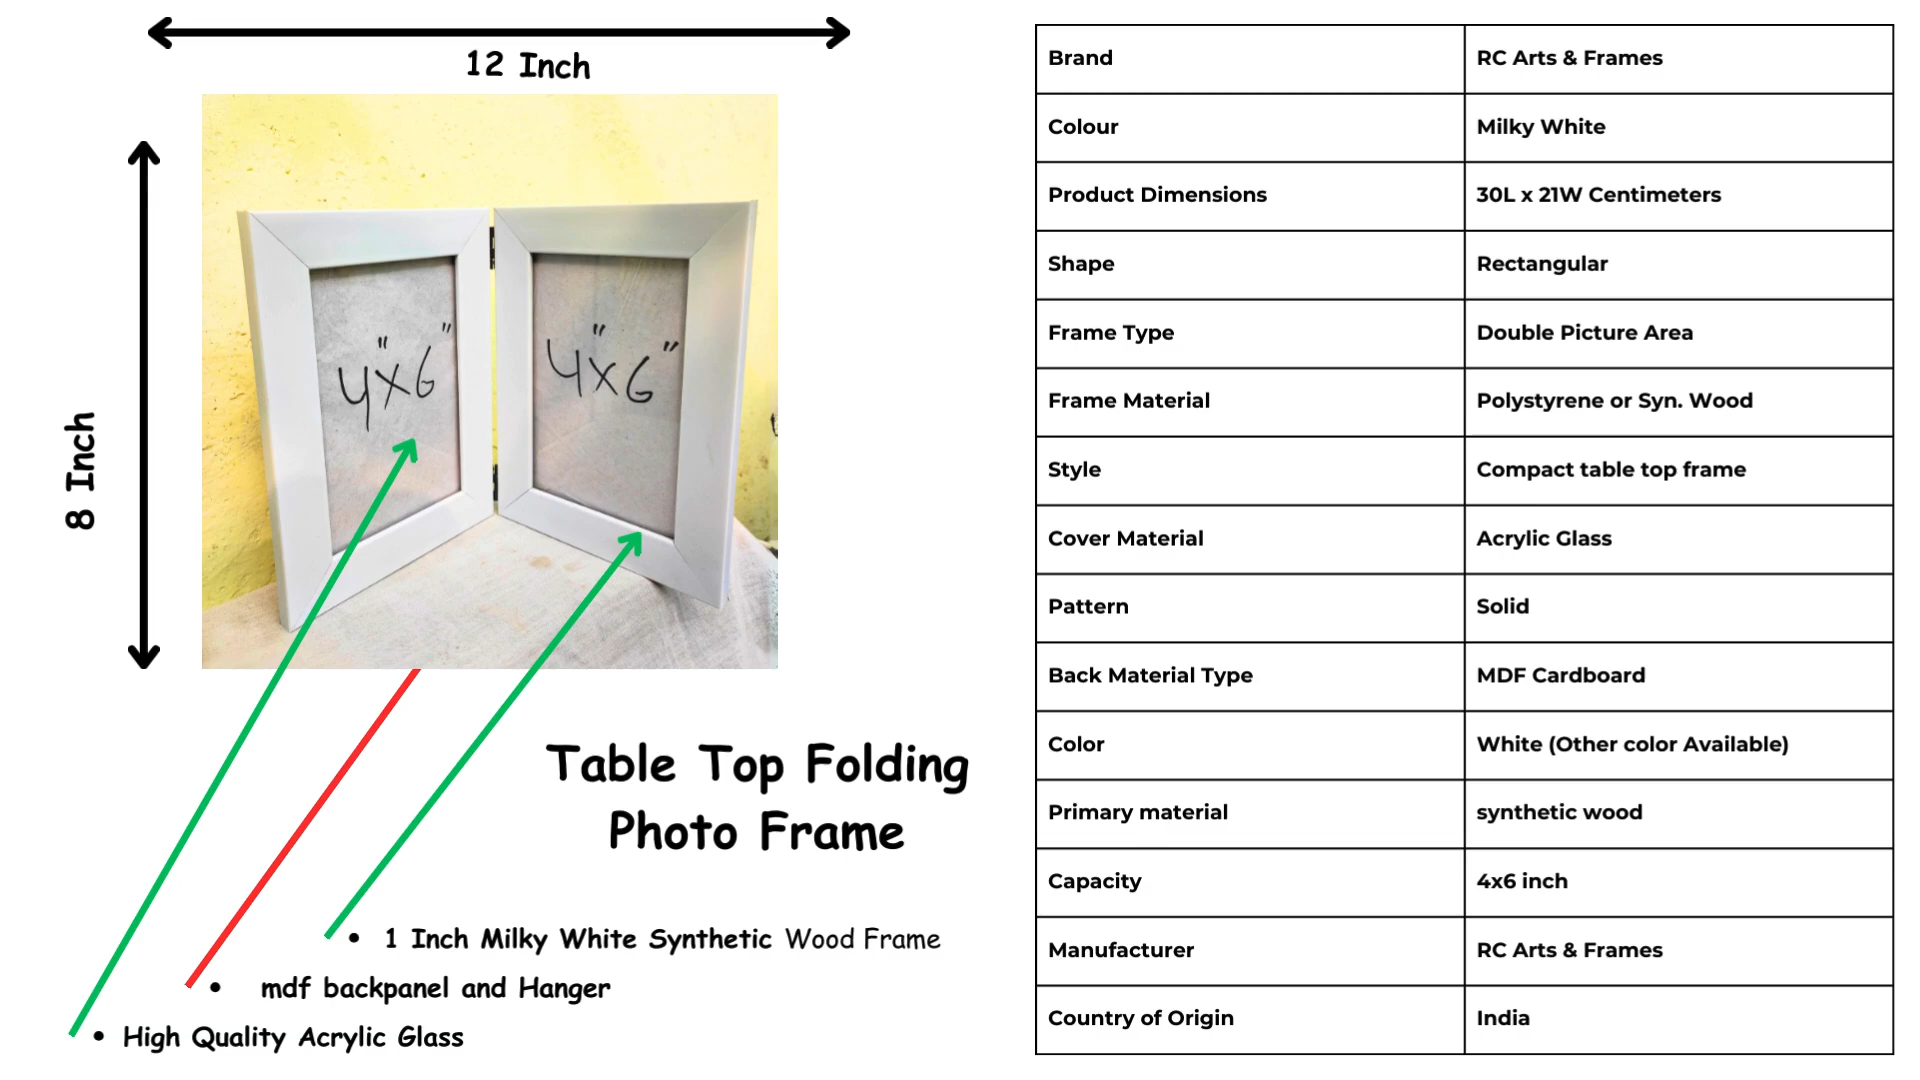 12 Inch
8 Inch
4"x6"
4"x6"
Table Top Folding
Photo Frame
• 1 Inch Milky White Synthetic Wood Frame
• mdf backpanel and Hanger
• High Quality Acrylic Glass
Brand RC Arts & Frames
Colour Milky White
Product Dimensions 30L x 21W Centimeters
Shape Rectangular
Frame Type Double Picture Area
Frame Material Polystyrene or Syn. Wood
Style Compact table top frame
Cover Material Acrylic Glass
Pattern Solid
Back Material Type MDF Cardboard
Color White (Other color Available)
Primary material synthetic wood
Capacity 4x6 inch
Manufacturer RC Arts & Frames
Country of Origin India